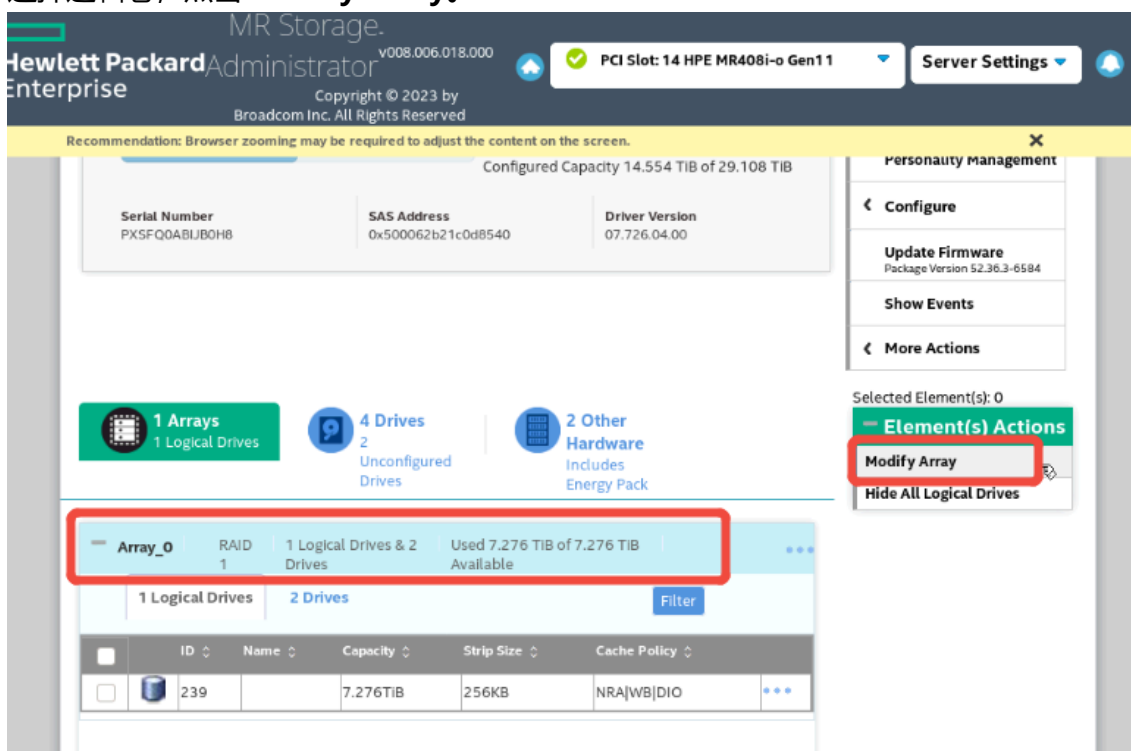 MR Storage
Hewlett Packard Administrator v008.006.018.000
Enterprise
Copyright © 2023 by
Broadcom Inc. All Rights Reserved
PCI Slot: 14 HPE MR408i-o Gen11
Server Settings
Recommendation: Browser zooming may be required to adjust the content on the screen.
Configured Capacity 14.554 TiB of 29.108 TiB
Serial Number
PXSFQ0ABIJB0H8
SAS Address
0x500062b21c0d8540
Driver Version
07.726.04.00
Personality Management
Configure
Update Firmware
Package Version 52.36.3-6584
Show Events
More Actions
1 Arrays
1 Logical Drives
4 Drives
2
Unconfigured
Drives
2 Other
Hardware
Includes
Energy Pack
Selected Element(s): 0
Element(s) Actions
Modify Array
Hide All Logical Drives
Array_0 RAID 1 Logical Drives & 2 Used 7.276 TiB of 7.276 TiB
1 Drives Available
1 Logical Drives 2 Drives Filter
ID Name Capacity Strip Size Cache Policy
239 7.276TiB 256KB NRA|WB|DIO